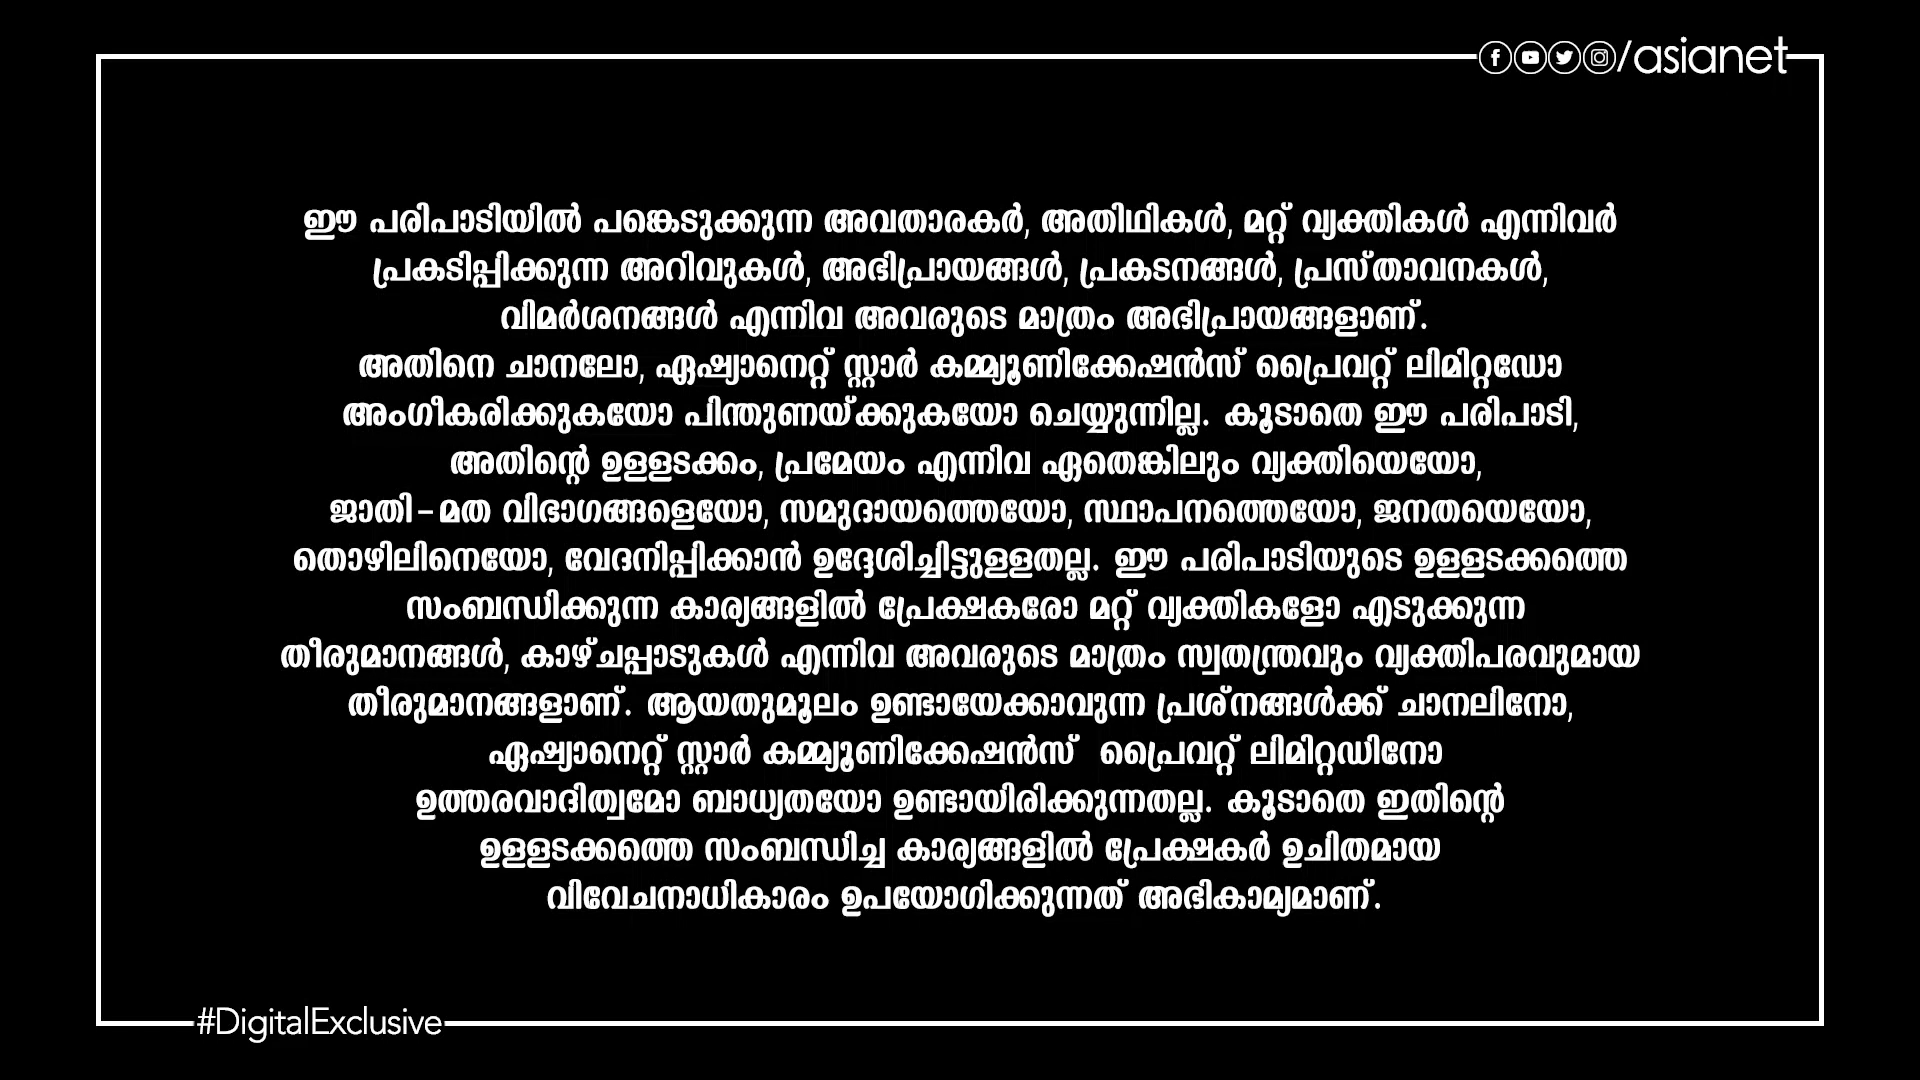 /asianet
ഈ പരിപാടിയിൽ പങ്കെടുക്കുന്ന അവതാരകർ, അതിഥികൾ, മറ്റ് വ്യക്തികൾ എന്നിവർ
പ്രകടിപ്പിക്കുന്ന അറിവുകൾ, അഭിപ്രായങ്ങൾ, പ്രകടനങ്ങൾ, പ്രസ്താവനകൾ,
വിമർശനങ്ങൾ എന്നിവ അവരുടെ മാത്രം അഭിപ്രായങ്ങളാണ്.
അതിനെ ചാനലോ, ഏഷ്യാനെറ്റ് സ്റ്റാർ കമ്മ്യൂണിക്കേഷൻസ് പ്രൈവറ്റ് ലിമിറ്റഡോ
അംഗീകരിക്കുകയോ പിന്തുണയ്ക്കുകയോ ചെയ്യുന്നില്ല. കൂടാതെ ഈ പരിപാടി,
അതിന്റെ ഉള്ളടക്കം, പ്രമേയം എന്നിവ ഏതെങ്കിലും വ്യക്തിയെയോ,
ജാതി-മത വിഭാഗങ്ങളെയോ, സമുദായത്തെയോ, സ്ഥാപനത്തെയോ, ജനതയെയോ,
തൊഴിലിനെയോ, വേദനിപ്പിക്കാൻ ഉദ്ദേശിച്ചിട്ടുള്ളതല്ല. ഈ പരിപാടിയുടെ ഉള്ളടക്കത്തെ
സംബന്ധിക്കുന്ന കാര്യങ്ങളിൽ പ്രേക്ഷകരോ മറ്റ് വ്യക്തികളോ എടുക്കുന്ന
തീരുമാനങ്ങൾ, കാഴ്ചപ്പാടുകൾ എന്നിവ അവരുടെ മാത്രം സ്വതന്ത്രവും വ്യക്തിപരവുമായ
തീരുമാനങ്ങളാണ്. ആയതുമൂലം ഉണ്ടായേക്കാവുന്ന പ്രശ്നങ്ങൾക്ക് ചാനലിനോ,
ഏഷ്യാനെറ്റ് സ്റ്റാർ കമ്മ്യൂണിക്കേഷൻസ് പ്രൈവറ്റ് ലിമിറ്റഡിനോ
ഉത്തരവാദിത്വമോ ബാധ്യതയോ ഉണ്ടായിരിക്കുന്നതല്ല. കൂടാതെ ഇതിന്റെ
ഉള്ളടക്കത്തെ സംബന്ധിച്ച കാര്യങ്ങളിൽ പ്രേക്ഷകർ ഉചിതമായ
വിവേചനാധികാരം ഉപയോഗിക്കുന്നത് അഭികാമ്യമാണ്.
#DigitalExclusive